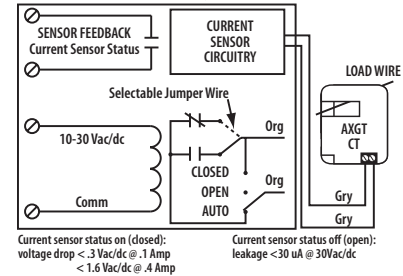 SENSOR FEEDBACK
Current Sensor Status
CURRENT
SENSOR
CIRCUITRY
LOAD WIRE
Selectable Jumper Wire
AXGT
CT
10-30 Vac/dc
Org
CLOSED
OPEN
AUTO
Org
Comm
Gry
Gry
Current sensor status on (closed):
voltage drop < .3 Vac/dc @ .1 Amp
< 1.6 Vac/dc @ .4 Amp
Current sensor status off (open):
leakage <30 uA @ 30Vac/dc